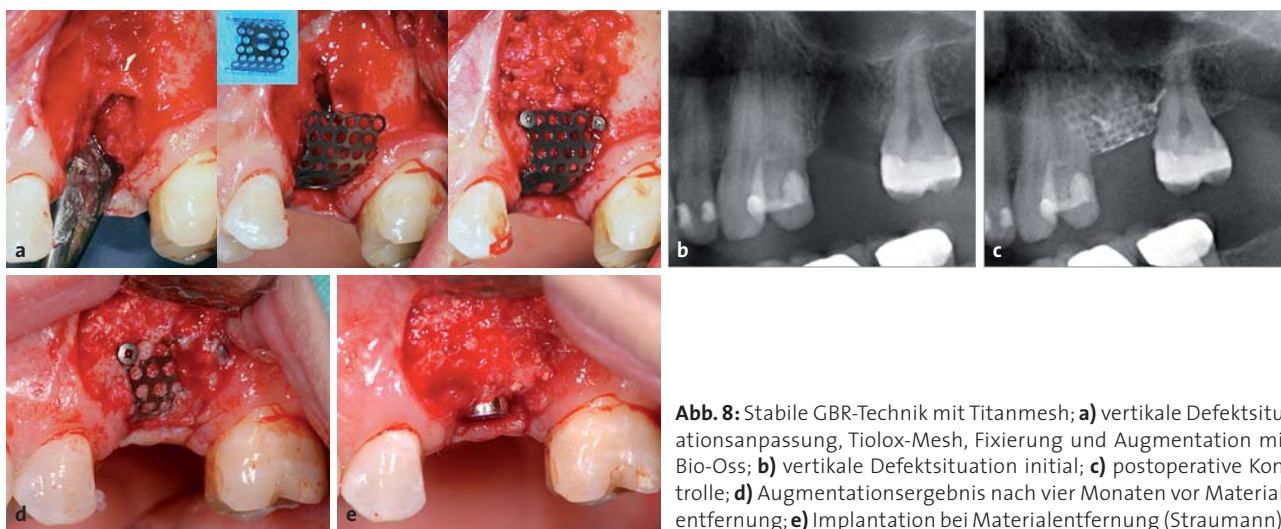 a
b
c
d
e
Abb. 8: Stabile GBR-Technik mit Titanmesh; a) vertikale Defektsitu-
ationsanpassung, Tiolox-Mesh, Fixierung und Augmentation mit
Bio-Oss; b) vertikale Defektsituation initial; c) postoperative Kon-
trolle; d) Augmentationsergebnis nach vier Monaten vor Material-
entfernung; e) Implantation bei Materialentfernung (Straumann).